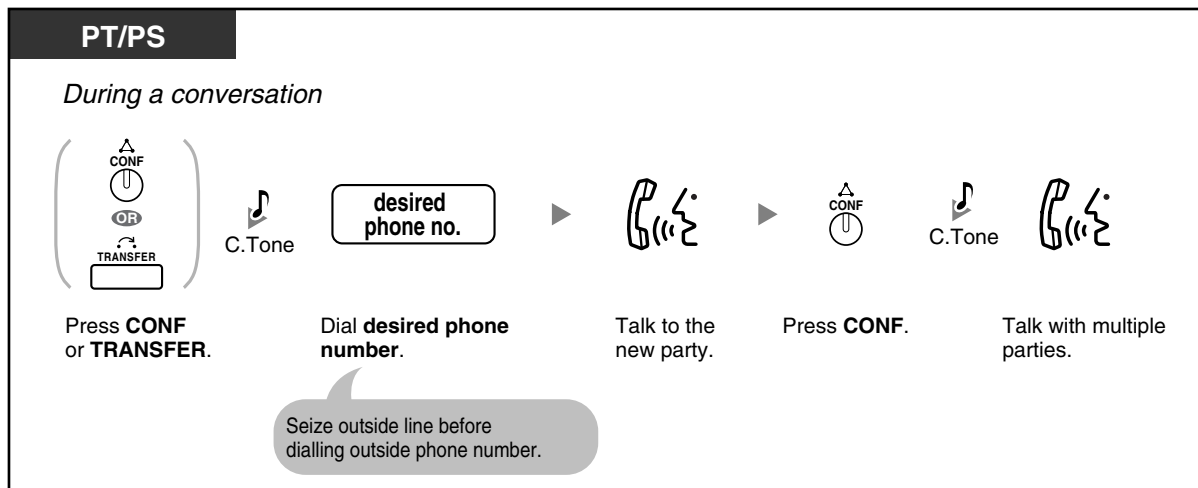 PT/PS
During a conversation
CONF
OR
TRANSFER
C.Tone
desired
phone no.
CONF
C.Tone
Press CONF
or TRANSFER.
Dial desired phone
number.
Talk to the
new party.
Press CONF.
Talk with multiple
parties.
Seize outside line before
dialling outside phone number.